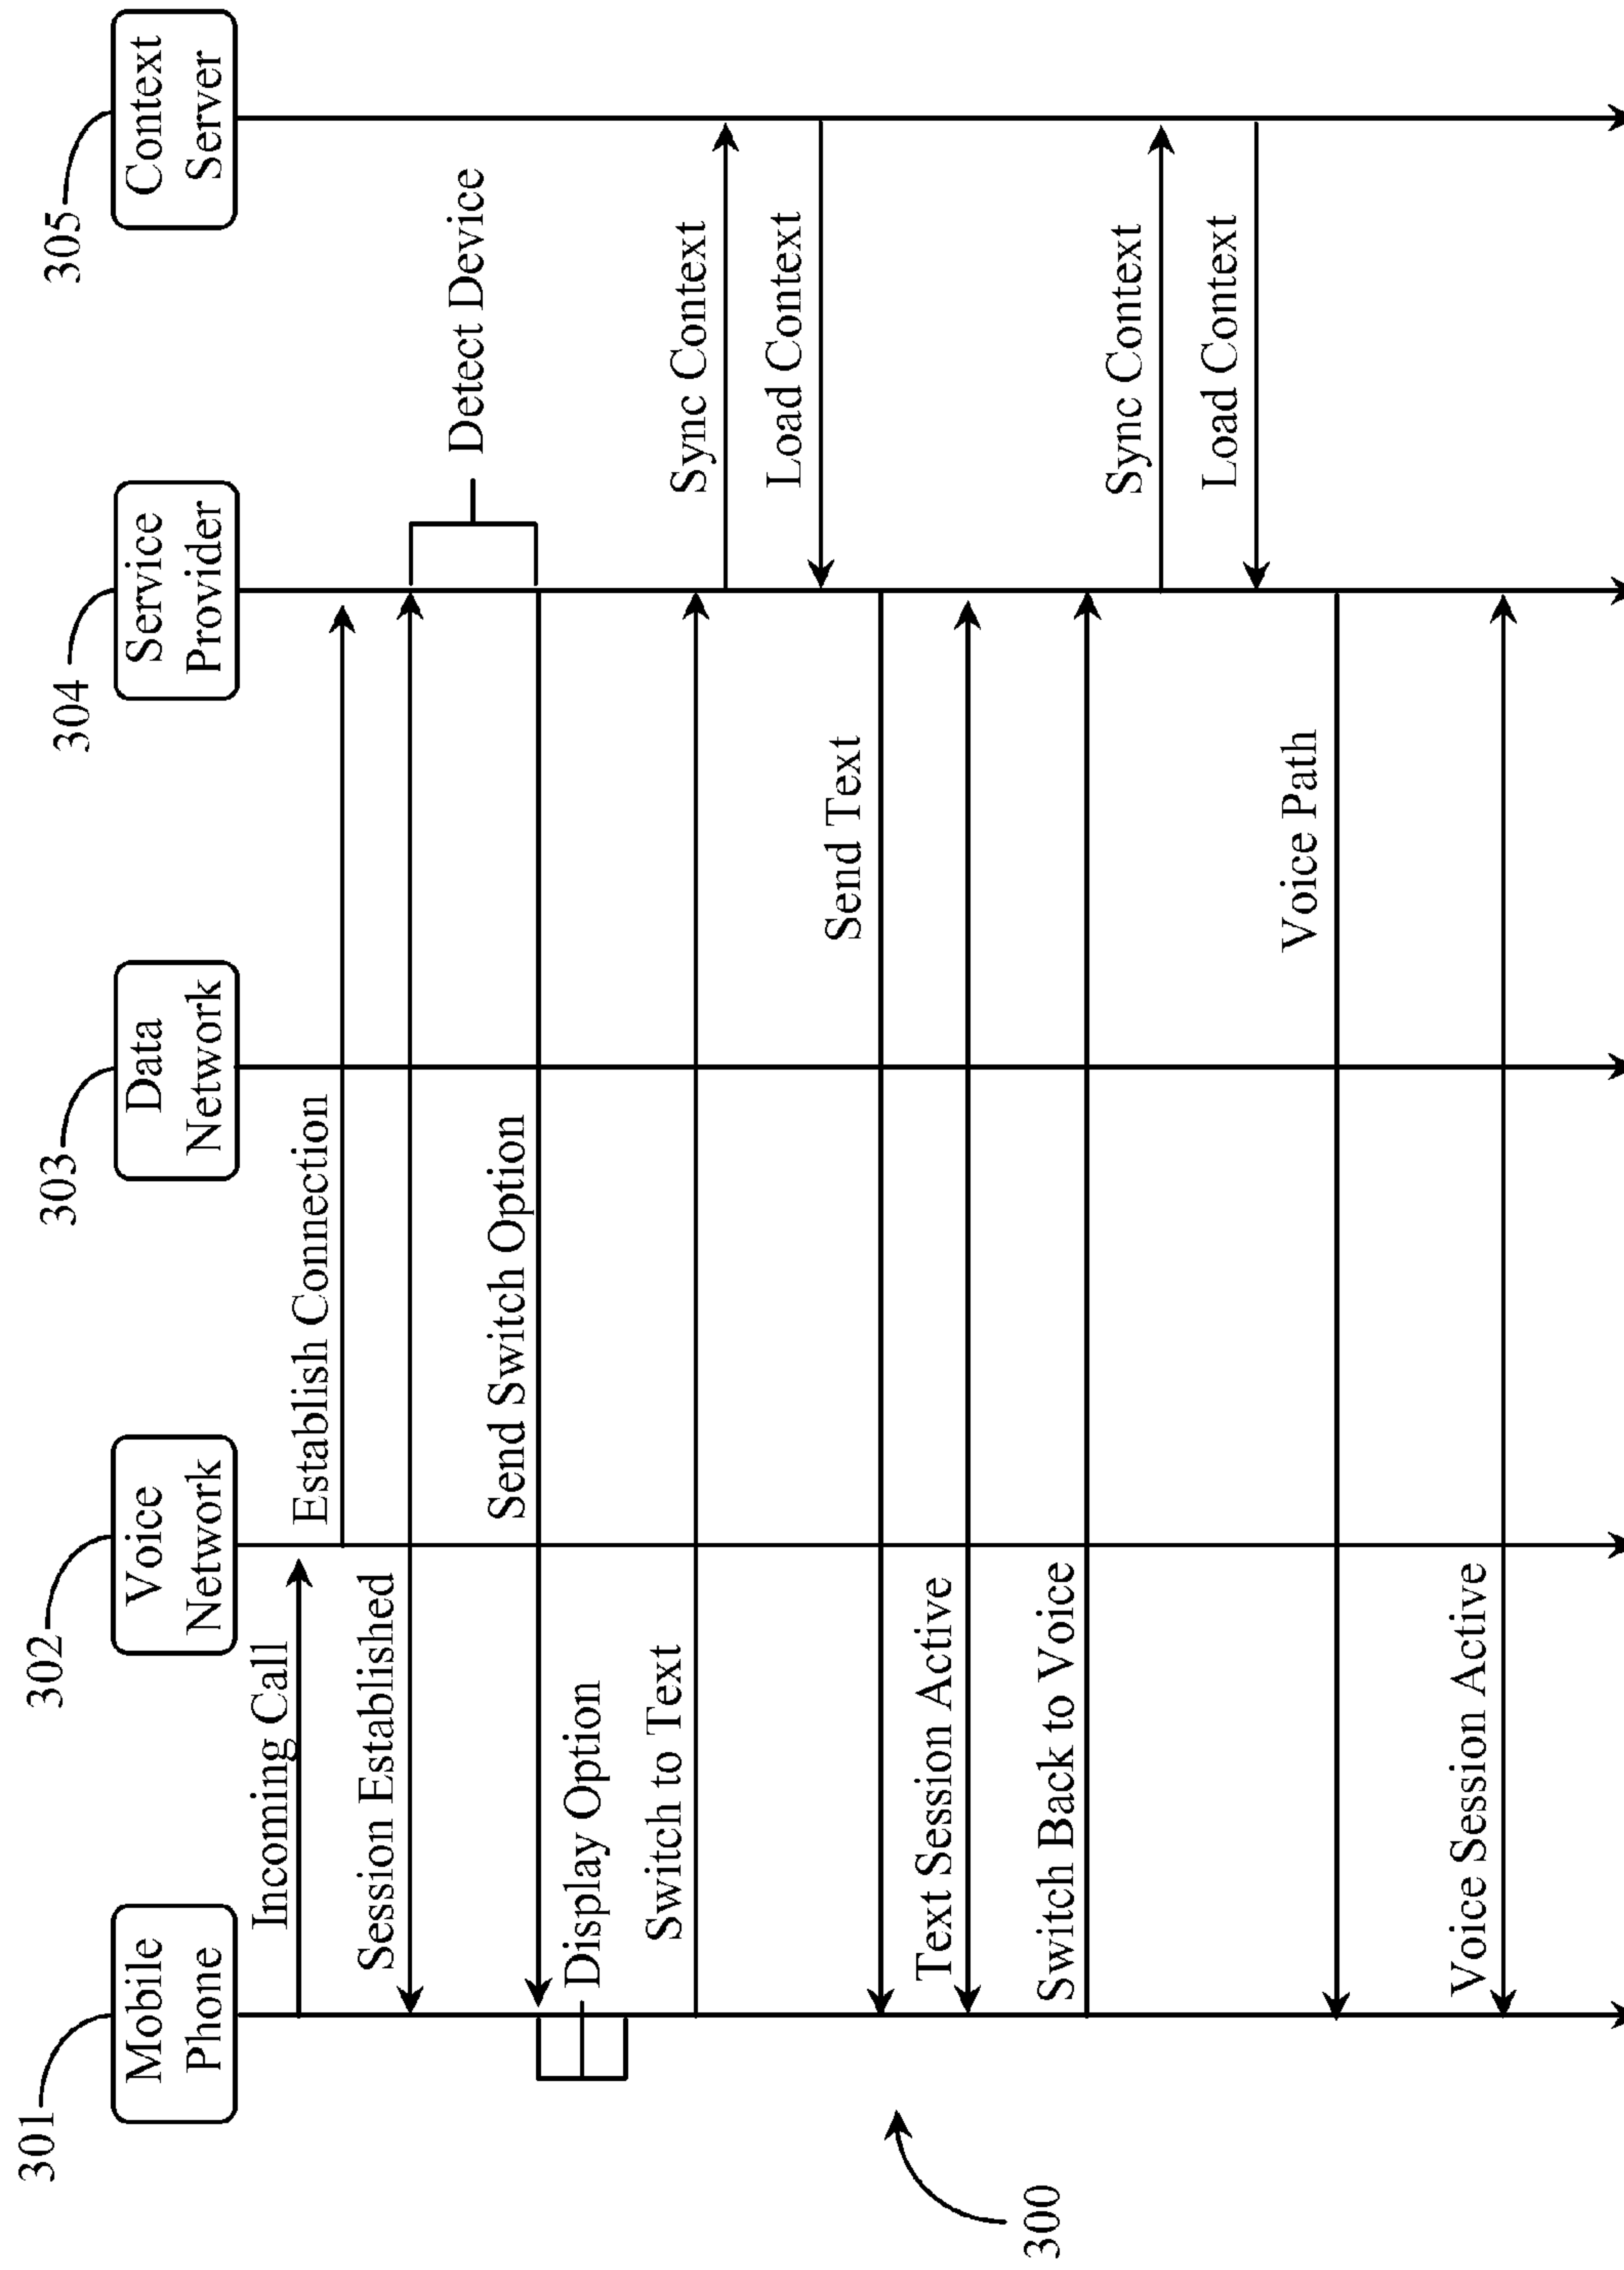 301
302
303
304
305
Mobile
Phone
Voice
Network
Data
Network
Service
Provider
Context
Server
Incoming Call
Establish Connection
Session Established
Detect Device
Send Switch Option
Display Option
Switch to Text
Sync Context
Load Context
Send Text
Text Session Active
Switch Back to Voice
Sync Context
Load Context
Voice Path
Voice Session Active
300